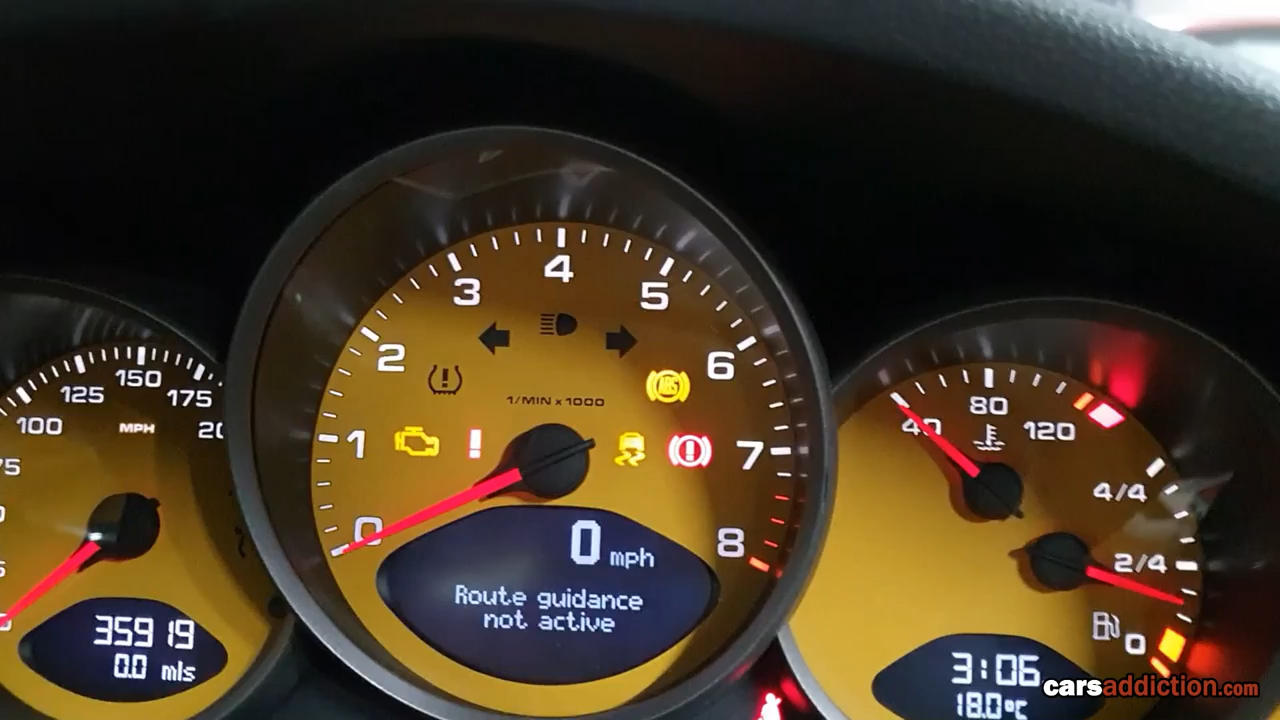 100 125 150 175
MPH
35919
0.0 mls
0 1 2 3 4 5 6 7 8
ABS
1/MIN x 1000
0 mph
Route guidance
not active
40 80 120
4/4
2/4
0
3:06
18.0°C
carsaddiction.com